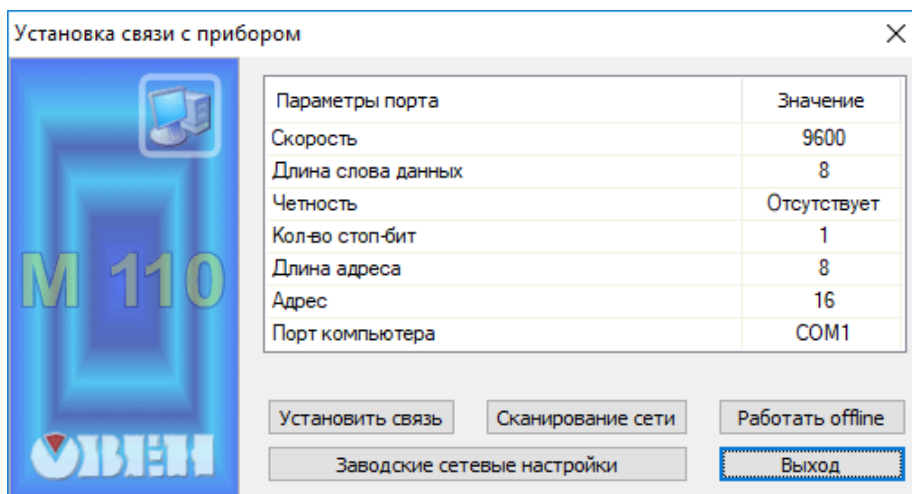 Установка связи с прибором
M 110
ОВЕН
Параметры порта Значение
Скорость 9600
Длина слова данных 8
Четность Отсутствует
Кол-во стоп-бит 1
Длина адреса 8
Адрес 16
Порт компьютера COM1
Установить связь Сканирование сети Работать offline
Заводские сетевые настройки Выход